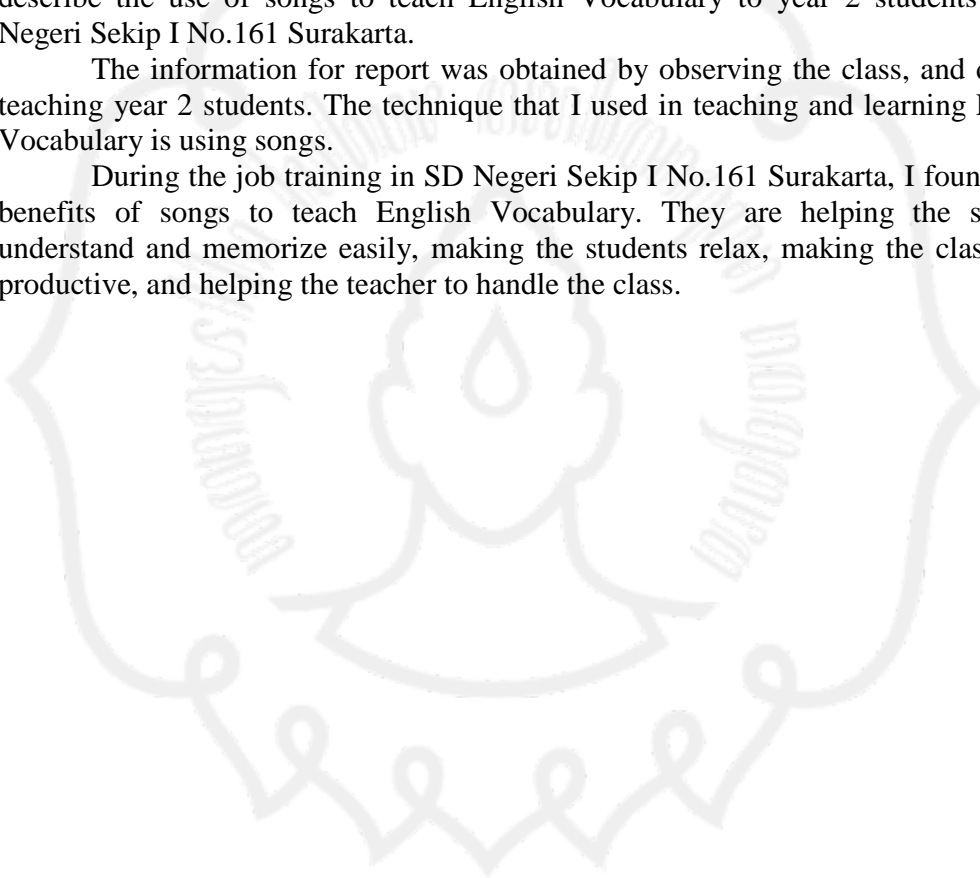 describe the use of songs to teach English Vocabulary to year 2 students
Negeri Sekip I No.161 Surakarta.
The information for report was obtained by observing the class, and
teaching year 2 students. The technique that I used in teaching and learning
Vocabulary is using songs.
During the job training in SD Negeri Sekip I No.161 Surakarta, I foun
benefits of songs to teach English Vocabulary. They are helping the s
understand and memorize easily, making the students relax, making the clas
productive, and helping the teacher to handle the class.